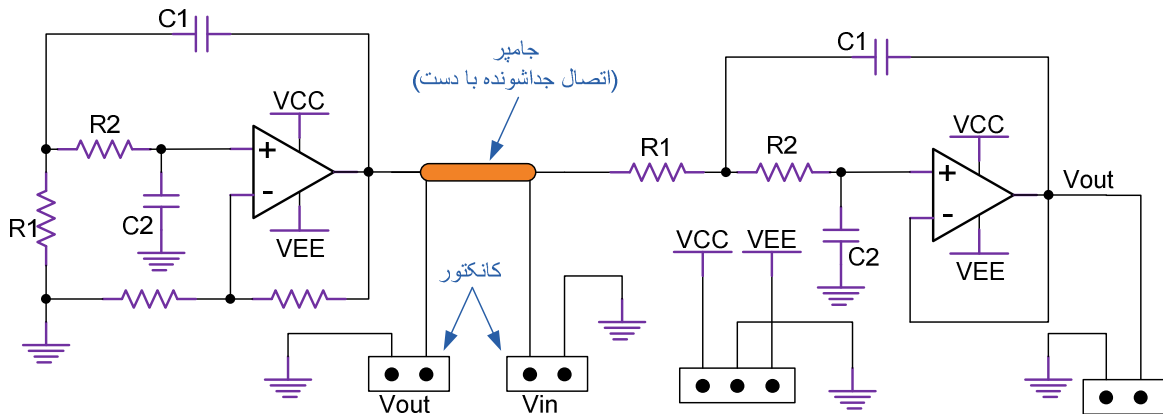 C1
جامپر
(اتصال جداشونده با دست)
C1
R2
VCC
+
-
R1
C2
VEE
R1
R2
VCC
+
-
Vout
C2
VEE
VCC
VEE
کانکتور
Vout
Vin